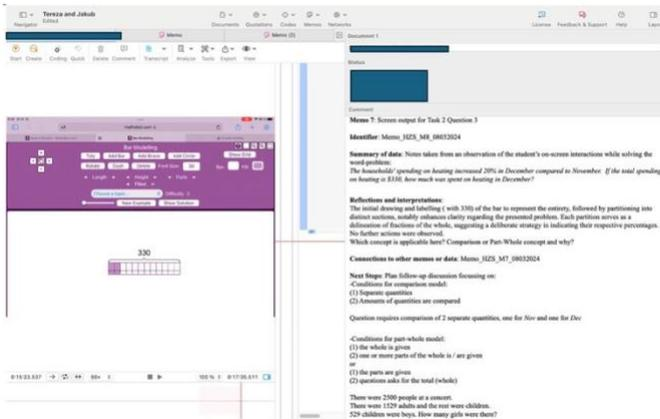 Tereza and Jakub
Edited
Navigator
Documents
Quotations
Codes
Memos
Networks
License
Feedback & Support
Help
Memo
Memo (D)
Document 1
Start
Create
Coding
Quick
Delete
Comment
Transcript
Analyze
Tools
Export
View
Status
Comment
Bar Modelling
Tidy
Add Bar
Add Brace
Add Circle
Show Grid
Length
Height
Parts
Filter
Difficulty
New Example
Show Solution
330
0:15:23.537
100 %
0:17:35.511
Memo 7: Screen output for Task 2 Question 3
Identifier: Memo_HZS_M8_08032024
Summary of data: Notes taken from an observation of the student's on-screen interactions while solving the
word-problem:
The households' spending on heating increased 20% in December compared to November. If the total spending
on heating is $330, how much was spent on heating in December?
Reflections and interpretations:
The initial drawing and labelling ( with 330) of the bar to represent the entirety, followed by partitioning into
distinct sections, notably enhances clarity regarding the presented problem. Each partition serves as a
delineation of fractions of the whole, suggesting a deliberate strategy in indicating their respective percentages.
No further actions were observed.
Which concept is applicable here? Comparison or Part-Whole concept and why?
Connections to other memos or data: Memo_HZS_M7_08032024
Next Steps: Plan follow-up discussion focussing on:
-Conditions for comparison model:
(1) Separate quantities
(2) Amounts of quantities are compared
Question requires comparison of 2 separate quantities, one for Nov and one for Dec
-Conditions for part-whole model:
(1) the whole is given
(2) one or more parts of the whole is / are given
or
(1) the parts are given
(2) questions asks for the total (whole)
There were 2500 people at a concert.
There were 1529 adults and the rest were children.
529 children were boys. How many girls were there?